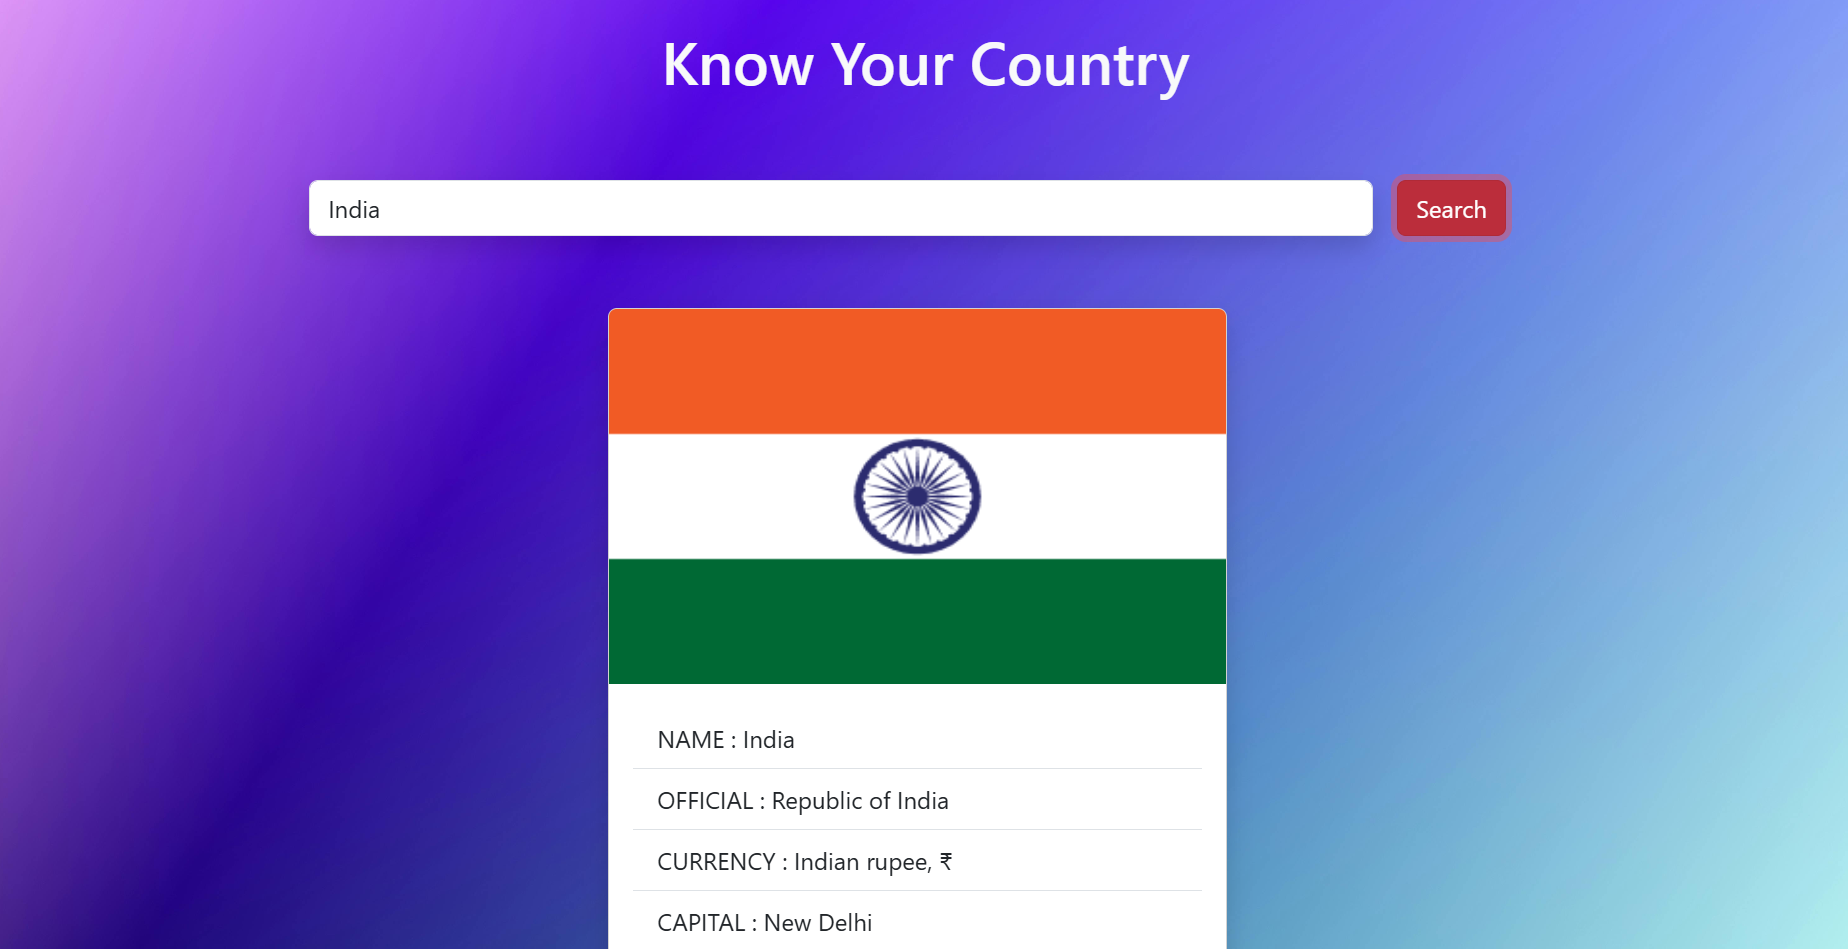 Know Your Country
India
Search
NAME : India
OFFICIAL : Republic of India
CURRENCY : Indian rupee, ₹
CAPITAL : New Delhi